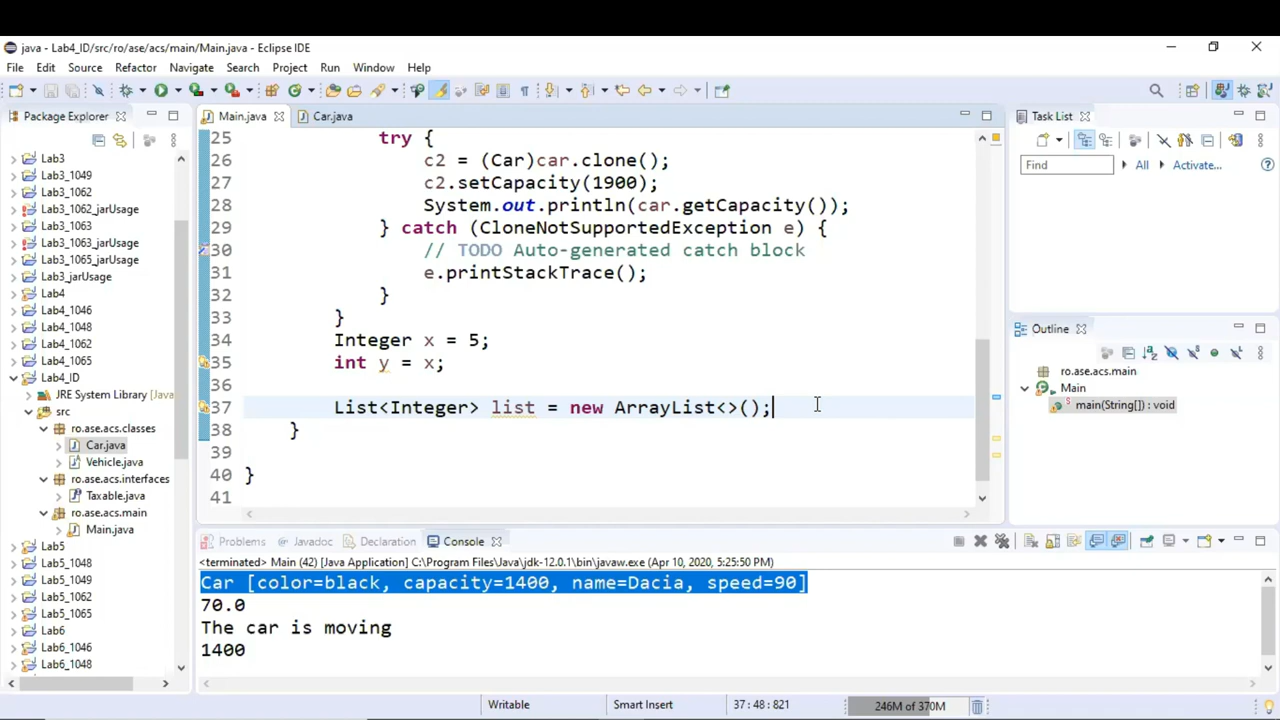 java - Lab4_ID/src/ro/ase/acs/main/Main.java - Eclipse IDE
File Edit Source Refactor Navigate Search Project Run Window Help
Package Explorer
Lab3
Lab3_1049
Lab3_1062
Lab3_1062_jarUsage
Lab3_1063
Lab3_1063_jarUsage
Lab3_1065_jarUsage
Lab3_jarUsage
Lab4
Lab4_1046
Lab4_1048
Lab4_1062
Lab4_1065
Lab4_ID
JRE System Library [Java
src
ro.ase.acs.classes
Car.java
Vehicle.java
ro.ase.acs.interfaces
Taxable.java
ro.ase.acs.main
Main.java
Lab5
Lab5_1048
Lab5_1049
Lab5_1062
Lab5_1065
Lab6
Lab6_1046
Lab6_1048
Main.java Car.java
25 try {
26 c2 = (Car)car.clone();
27 c2.setCapacity(1900);
28 System.out.println(car.getCapacity());
29 } catch (CloneNotSupportedException e) {
30 // TODO Auto-generated catch block
31 e.printStackTrace();
32 }
33 }
34 Integer x = 5;
35 int y = x;
36
37 List<Integer> list = new ArrayList<>();
38 }
39
40 }
41
Task List
Find All Activate...
Outline
ro.ase.acs.main
Main
main(String[]) : void
Problems Javadoc Declaration Console
<terminated> Main (42) [Java Application] C:\Program Files\Java\jdk-12.0.1\bin\javaw.exe (Apr 10, 2020, 5:25:50 PM)
Car [color=black, capacity=1400, name=Dacia, speed=90]
70.0
The car is moving
1400
Writable Smart Insert 37 : 48 : 821 246M of 370M